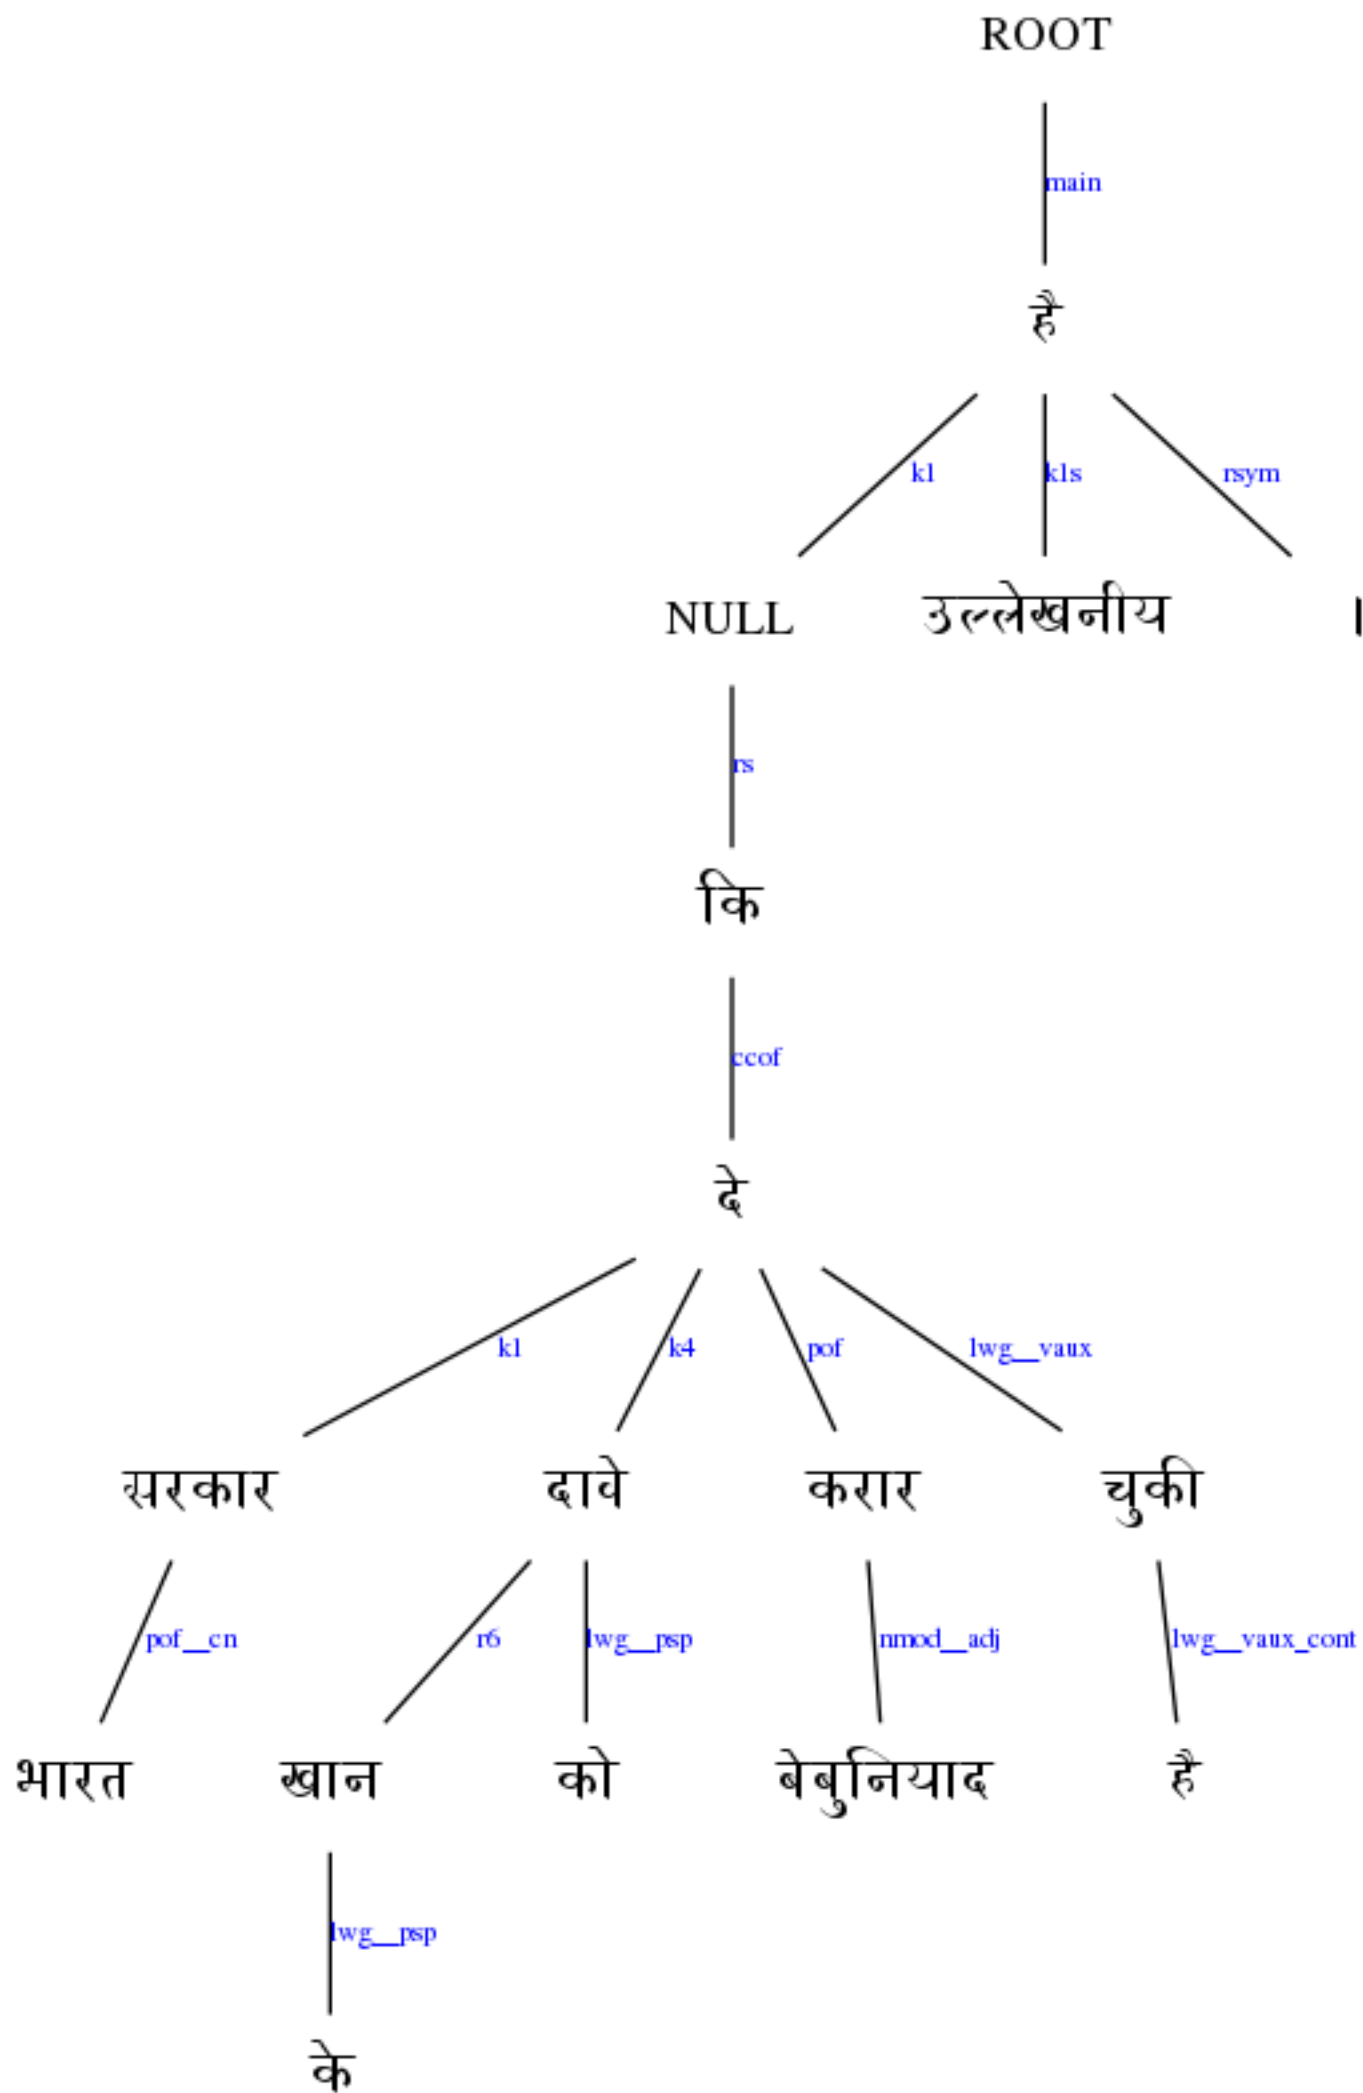 ROOT
main
है
k1 k1s rsym
NULL उल्लेखनीय ।
rs
कि
ccof
दे
k1 k4 pof lwg__vaux
सरकार दावे करार चुकी
pof__cn r6 lwg__psp nmod__adj lwg__vaux_cont
भारत खान को बेबुनियाद है
lwg__psp
के